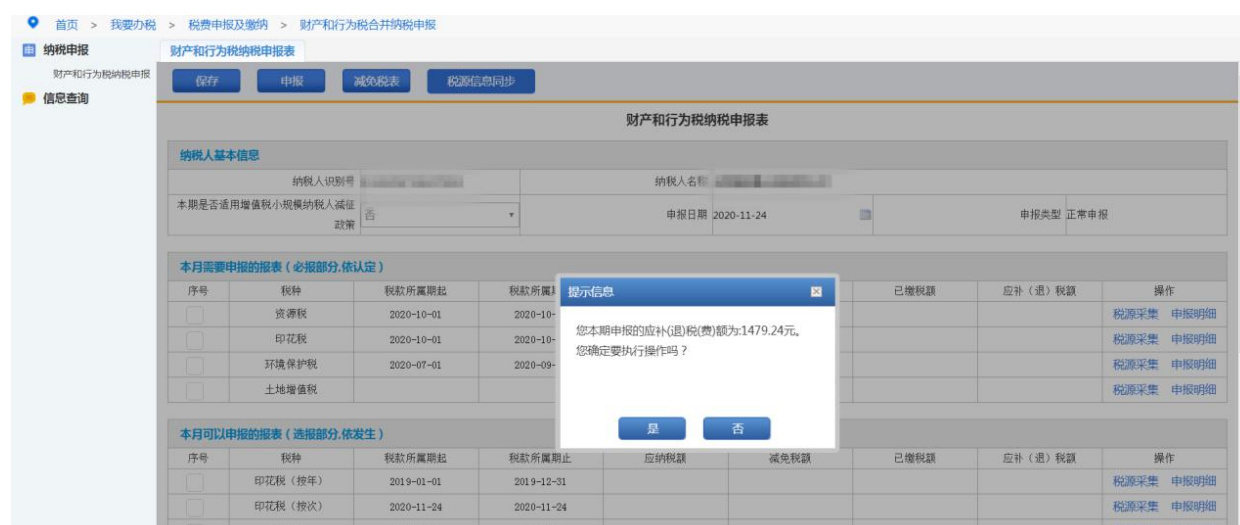 首页 > 我要办税 > 税费申报及缴纳 > 财产和行为税合并纳税申报
纳税申报
财产和行为税纳税申报
信息查询
财产和行为税纳税申报表
保存 申报 减免税表 税源信息同步
财产和行为税纳税申报表
纳税人基本信息
纳税人识别号 纳税人名称
本期是否适用增值税小规模纳税人减征政策 否 申报日期 2020-11-24 申报类型 正常申报
本月需要申报的报表（必报部分,依认定）
序号 税种 税款所属期起 税款所属期 已缴税额 应补（退）税额 操作
资源税 2020-10-01 2020-10- 税源采集 申报明细
印花税 2020-10-01 2020-10- 税源采集 申报明细
环境保护税 2020-07-01 2020-09- 税源采集 申报明细
土地增值税 税源采集 申报明细
提示信息
您本期申报的应补(退)税(费)额为:1479.24元。
您确定要执行操作吗？
是 否
本月可以申报的报表（选报部分,依发生）
序号 税种 税款所属期起 税款所属期止 应纳税额 减免税额 已缴税额 应补（退）税额 操作
印花税（按年） 2019-01-01 2019-12-31 税源采集 申报明细
印花税（按次） 2020-11-24 2020-11-24 税源采集 申报明细